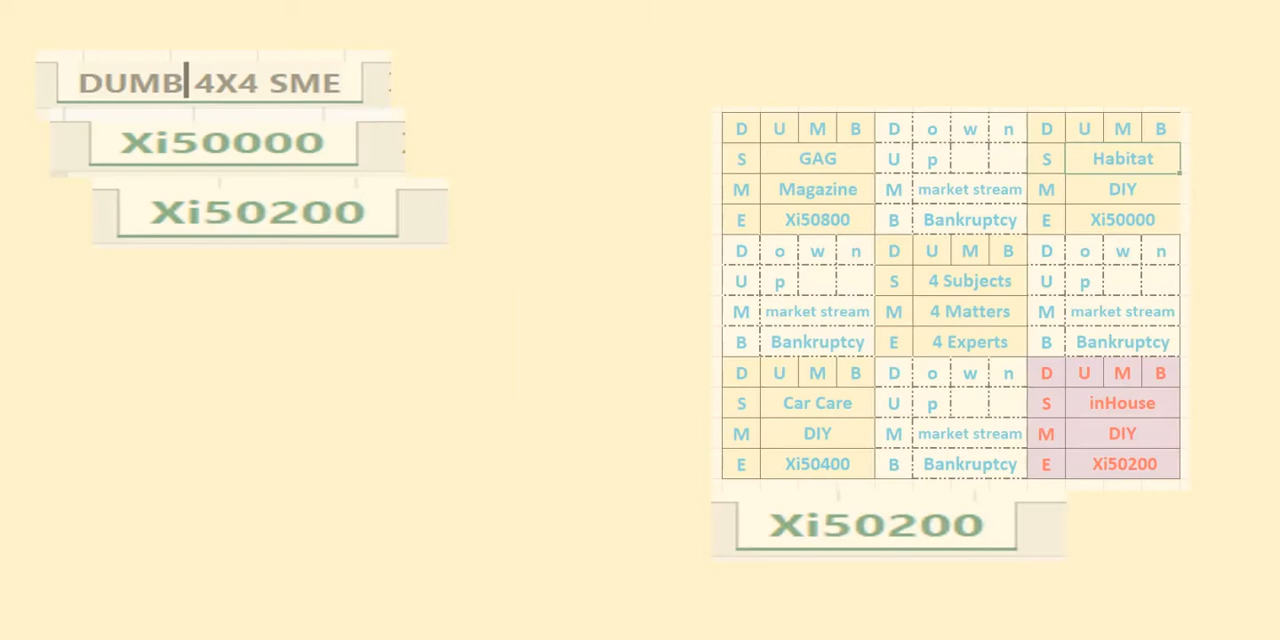 DUMB 4X4 SME
Xi50000
Xi50200
D U M B D o w n D U M B
S GAG U p S Habitat
M Magazine M market stream M DIY
E Xi50800 B Bankruptcy E Xi50000
D o w n D U M B D o w n
U p S 4 Subjects U p
M market stream M 4 Matters M market stream
B Bankruptcy E 4 Experts B Bankruptcy
D U M B D o w n D U M B
S Car Care U p S inHouse
M DIY M market stream M DIY
E Xi50400 B Bankruptcy E Xi50200
Xi50200